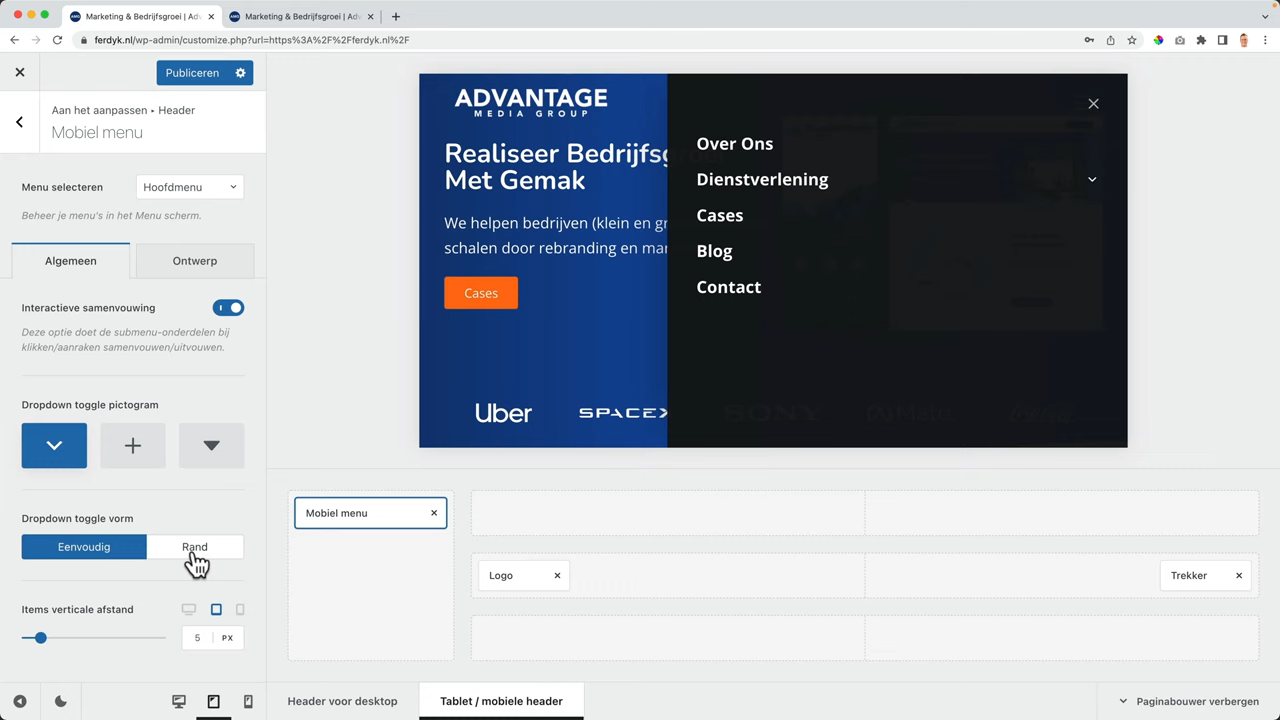 Marketing & Bedrijfsgroei | Adv
Marketing & Bedrijfsgroei | Adv
ferdyk.nl/wp-admin/customize.php?url=https%3A%2F%2Fferdyk.nl%2F
Publiceren
Aan het aanpassen ▸ Header
Mobiel menu
Menu selecteren
Hoofdmenu
Beheer je menu's in het Menu scherm.
Algemeen
Ontwerp
Interactieve samenvouwing
Deze optie doet de submenu-onderdelen bij
klikken/aanraken samenvouwen/uitvouwen.
Dropdown toggle pictogram
Dropdown toggle vorm
Eenvoudig
Rand
Items verticale afstand
5 PX
ADVANTAGE
MEDIA GROUP
Realiseer Bedrijfsgroei
Met Gemak
We helpen bedrijven (klein en gr
schalen door rebranding en mar
Cases
Uber
SPACEX
SONY
Meta
Over Ons
Dienstverlening
Cases
Blog
Contact
Mobiel menu
Logo
Trekker
Header voor desktop
Tablet / mobiele header
Paginabouwer verbergen